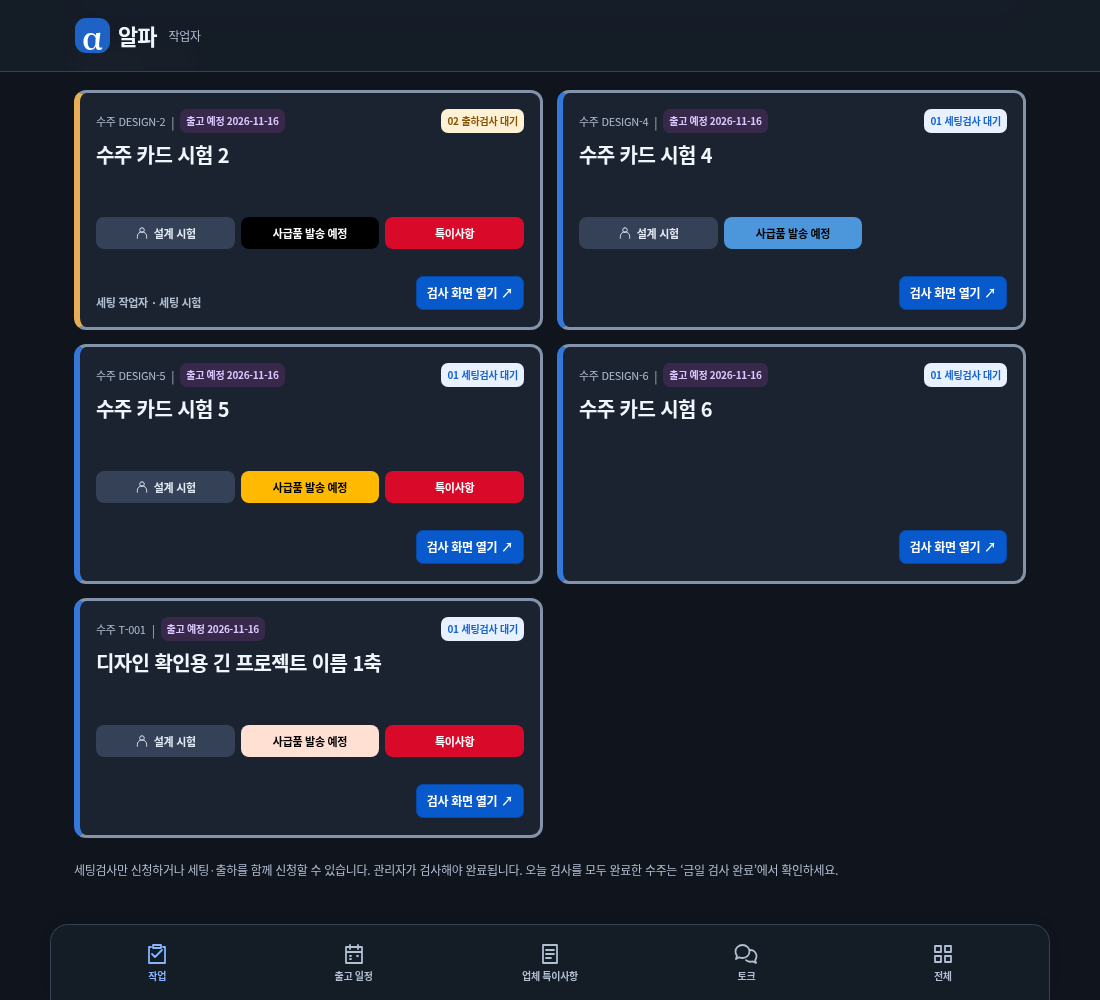 α 알파 작업자
수주 DESIGN-2 | 출고 예정 2026-11-16 02 출하검사 대기
수주 카드 시험 2
설계 시험 사급품 발송 예정 특이사항
세팅 작업자 · 세팅 시험 검사 화면 열기 ↗
수주 DESIGN-4 | 출고 예정 2026-11-16 01 세팅검사 대기
수주 카드 시험 4
설계 시험 사급품 발송 예정
검사 화면 열기 ↗
수주 DESIGN-5 | 출고 예정 2026-11-16 01 세팅검사 대기
수주 카드 시험 5
설계 시험 사급품 발송 예정 특이사항
검사 화면 열기 ↗
수주 DESIGN-6 | 출고 예정 2026-11-16 01 세팅검사 대기
수주 카드 시험 6
검사 화면 열기 ↗
수주 T-001 | 출고 예정 2026-11-16 01 세팅검사 대기
디자인 확인용 긴 프로젝트 이름 1축
설계 시험 사급품 발송 예정 특이사항
검사 화면 열기 ↗
세팅검사만 신청하거나 세팅·출하를 함께 신청할 수 있습니다. 관리자가 검사해야 완료됩니다. 오늘 검사를 모두 완료한 수주는 ‘금일 검사 완료’에서 확인하세요.
작업 출고 일정 업체 특이사항 토크 전체